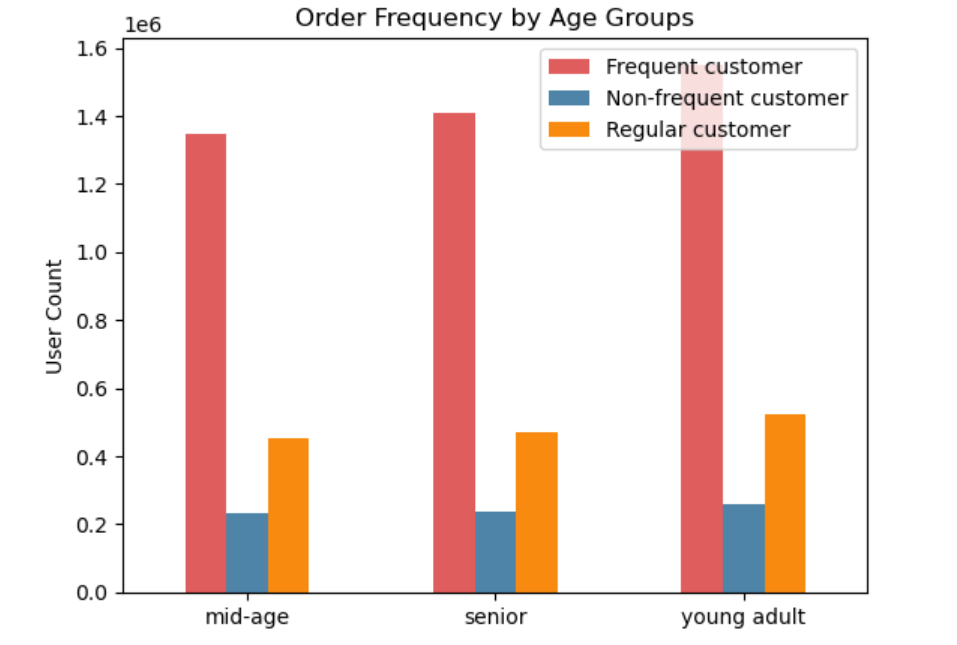 Order Frequency by Age Groups
1e6
1.6
1.4
1.2
1.0
0.8
0.6
0.4
0.2
0.0
User Count
Frequent customer
Non-frequent customer
Regular customer
mid-age
senior
young adult